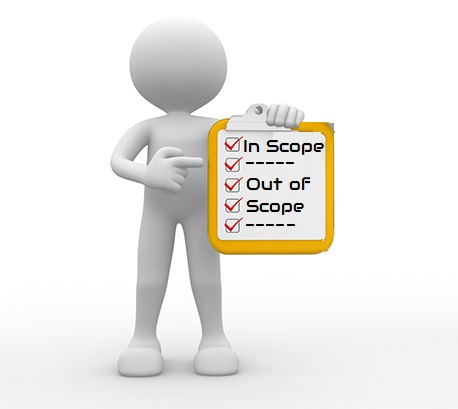 In Scope
-----
Out of
Scope
-----